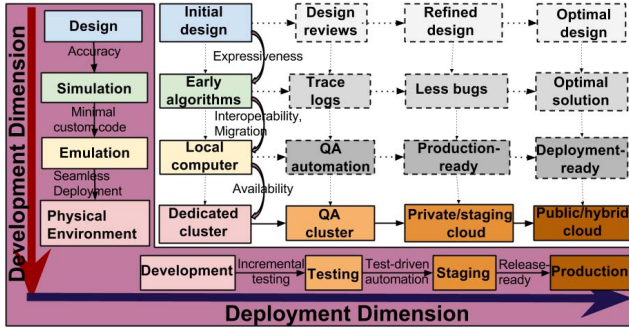 Development Dimension
Design
Accuracy
Simulation
Minimal
custom code
Emulation
Seamless
Deployment
Physical
Environment
Initial
design
Design
reviews
Refined
design
Optimal
design
Expressiveness
Early
algorithms
Trace
logs
Less bugs
Optimal
solution
Interoperability,
Migration
Local
computer
QA
automation
Production-
ready
Deployment-
ready
Availability
Dedicated
cluster
QA
cluster
Private/staging
cloud
Public/hybrid
cloud
Development
Incremental
testing
Testing
Test-driven
automation
Staging
Release-
ready
Production
Deployment Dimension